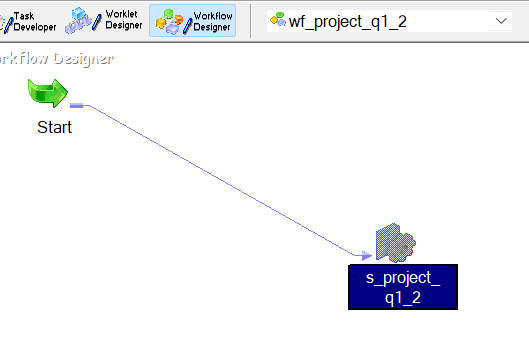 Task
Developer
Worklet
Designer
Workflow
Designer
wf_project_q1_2
orkflow Designer
Start
s_project_
q1_2